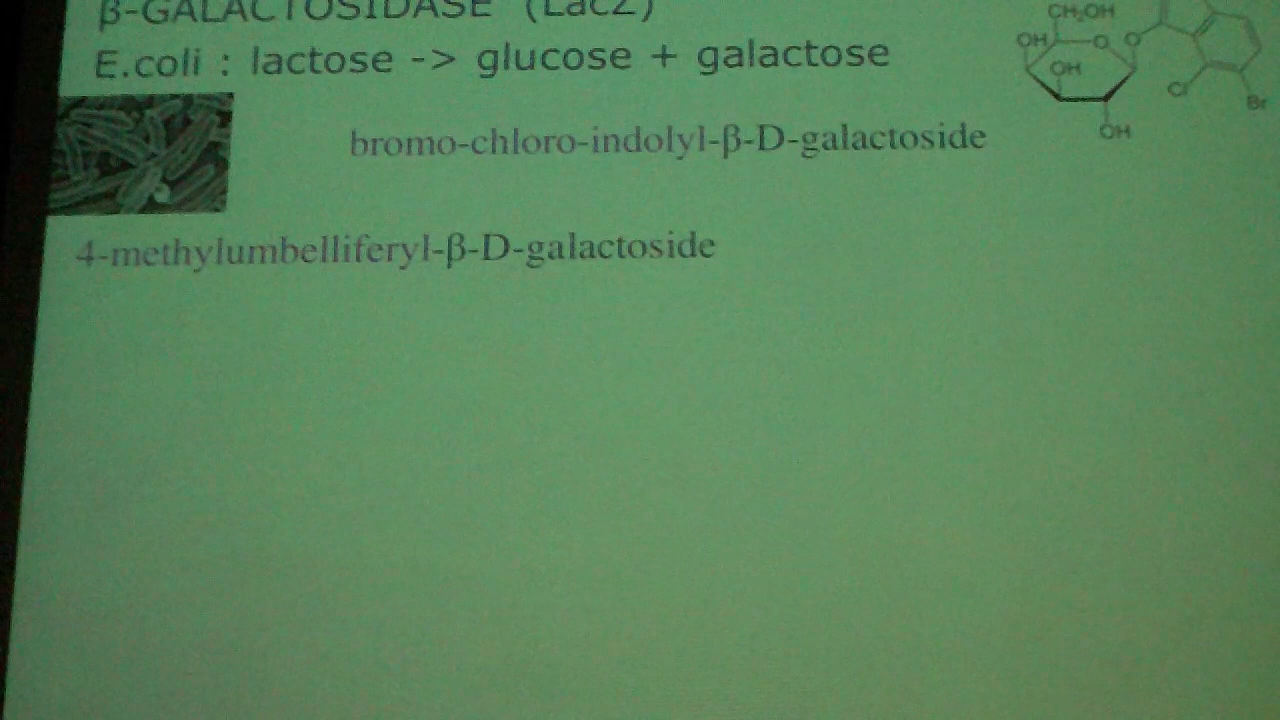 β-GALACTOSIDASE (LacZ)
E.coli : lactose -> glucose + galactose
CH₂OH
OH
O
O
OH
Cl
Br
OH
bromo-chloro-indolyl-β-D-galactoside
4-methylumbelliferyl-β-D-galactoside